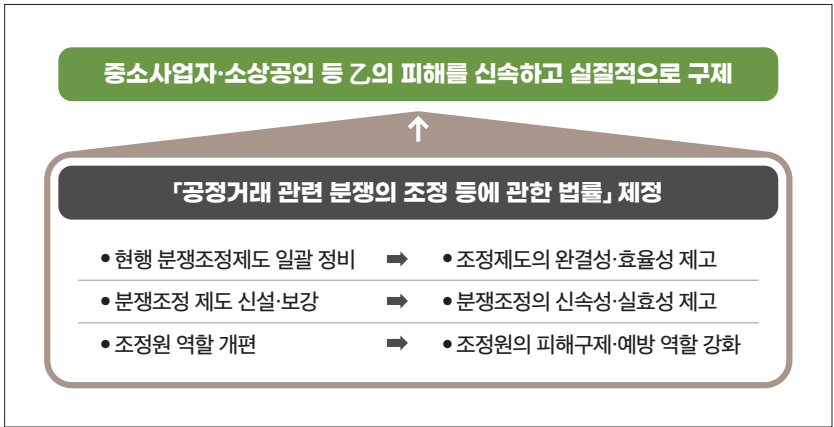 중소사업자·소상공인 등 乙의 피해를 신속하고 실질적으로 구제
↑
「공정거래 관련 분쟁의 조정 등에 관한 법률」 제정
• 현행 분쟁조정제도 일괄 정비 ➡ • 조정제도의 완결성·효율성 제고
• 분쟁조정 제도 신설·보강 ➡ • 분쟁조정의 신속성·실효성 제고
• 조정원 역할 개편 ➡ • 조정원의 피해구제·예방 역할 강화